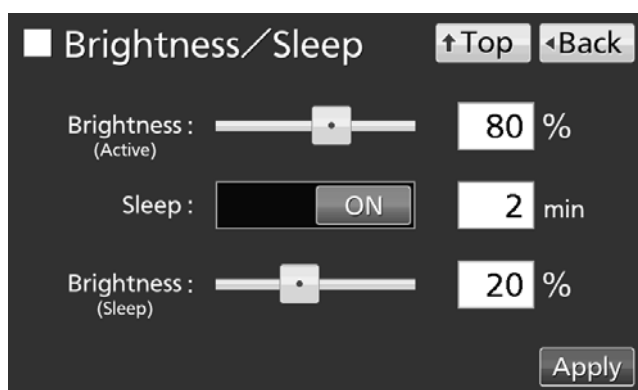 Brightness／Sleep ↑Top ◂Back
Brightness : 80 %
(Active)
Sleep : ON 2 min
Brightness : 20 %
(Sleep)
Apply